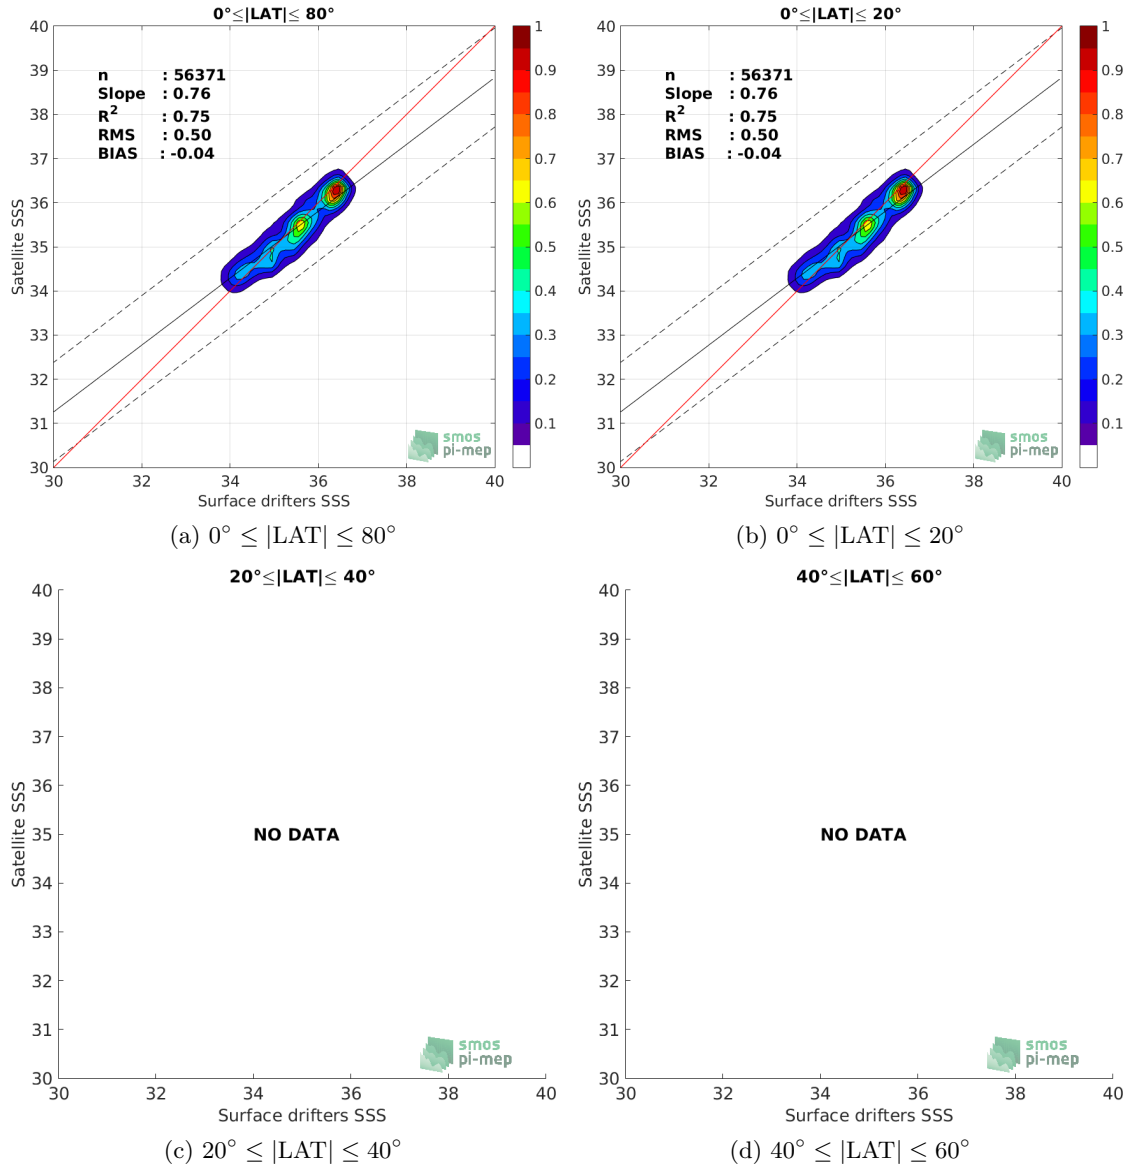 0°≤|LAT|≤ 80°
40
39
38
37
36
35
34
33
32
31
30
Satellite SSS
n : 56371
Slope : 0.76
R² : 0.75
RMS : 0.50
BIAS : -0.04
1
0.9
0.8
0.7
0.6
0.5
0.4
0.3
0.2
0.1
smos
pi-mep
30 32 34 36 38 40
Surface drifters SSS
(a) 0° ≤ |LAT| ≤ 80°
0°≤|LAT|≤ 20°
40
39
38
37
36
35
34
33
32
31
30
Satellite SSS
n : 56371
Slope : 0.76
R² : 0.75
RMS : 0.50
BIAS : -0.04
1
0.9
0.8
0.7
0.6
0.5
0.4
0.3
0.2
0.1
smos
pi-mep
30 32 34 36 38 40
Surface drifters SSS
(b) 0° ≤ |LAT| ≤ 20°
20°≤|LAT|≤ 40°
40
39
38
37
36
35
34
33
32
31
30
Satellite SSS
NO DATA
smos
pi-mep
30 32 34 36 38 40
Surface drifters SSS
(c) 20° ≤ |LAT| ≤ 40°
40°≤|LAT|≤ 60°
40
39
38
37
36
35
34
33
32
31
30
Satellite SSS
NO DATA
smos
pi-mep
30 32 34 36 38 40
Surface drifters SSS
(d) 40° ≤ |LAT| ≤ 60°